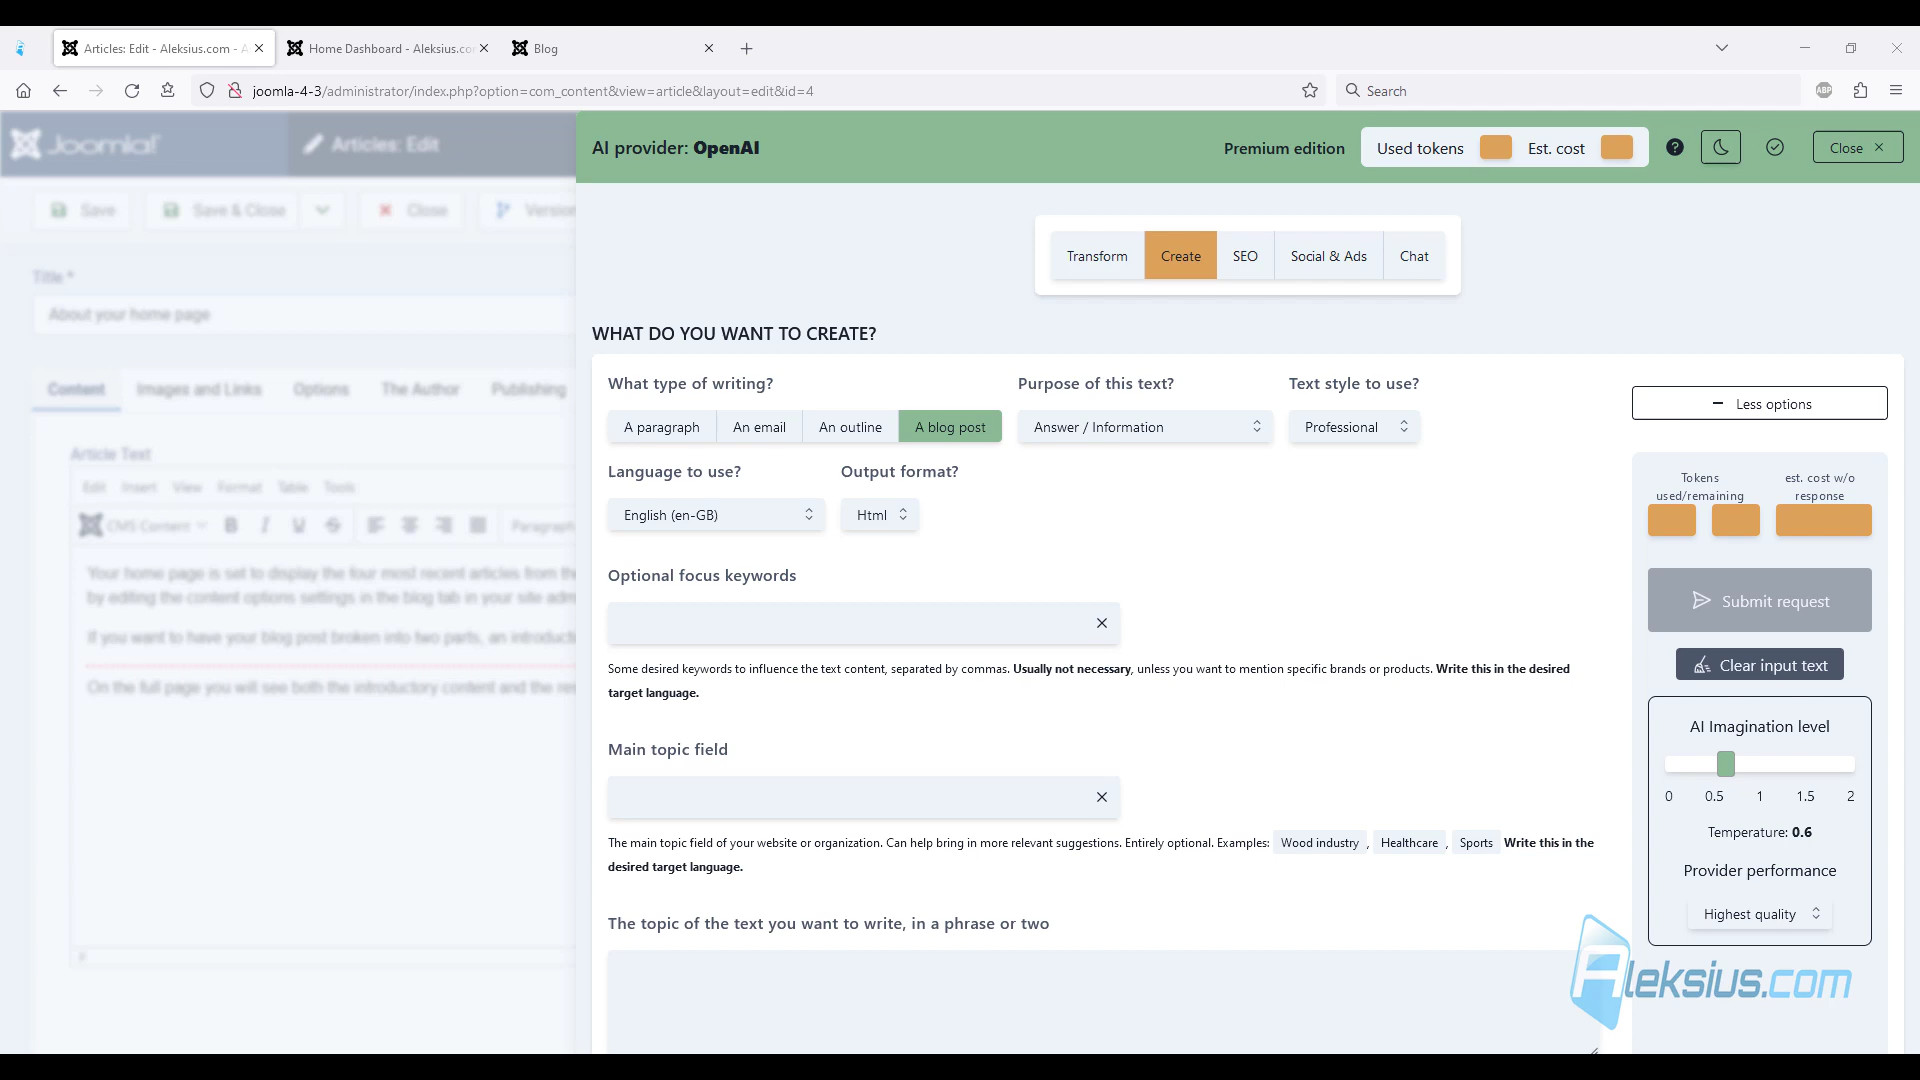 Articles: Edit - Aleksius.com - A
Home Dashboard - Aleksius.co
Blog
joomla-4-3/administrator/index.php?option=com_content&view=article&layout=edit&id=4
Search
ABP
Joomla!
Articles: Edit
AI provider: OpenAI
Premium edition
Used tokens
Est. cost
Close
Save
Save & Close
Close
Version
Transform
Create
SEO
Social & Ads
Chat
Title *
About your home page
WHAT DO YOU WANT TO CREATE?
Content
Images and Links
Options
The Author
Publishing
What type of writing?
Purpose of this text?
Text style to use?
Less options
A paragraph
An email
An outline
A blog post
Answer / Information
Professional
Article Text
Edit Insert View Format Table Tools
Language to use?
Output format?
Tokens used/remaining
est. cost w/o response
English (en-GB)
Html
CMS Content
B I U S
Paragraph
Your home page is set to display the four most recent articles from the
by editing the content options settings in the blog tab in your site adm
If you want to have your blog post broken into two parts, an introduct
On the full page you will see both the introductory content and the res
P
Optional focus keywords
Submit request
Some desired keywords to influence the text content, separated by commas. Usually not necessary, unless you want to mention specific brands or products. Write this in the desired
target language.
Clear input text
AI Imagination level
0 0.5 1 1.5 2
Temperature: 0.6
Provider performance
Highest quality
Main topic field
The main topic field of your website or organization. Can help bring in more relevant suggestions. Entirely optional. Examples: Wood industry , Healthcare , Sports Write this in the
desired target language.
The topic of the text you want to write, in a phrase or two
Aleksius.com